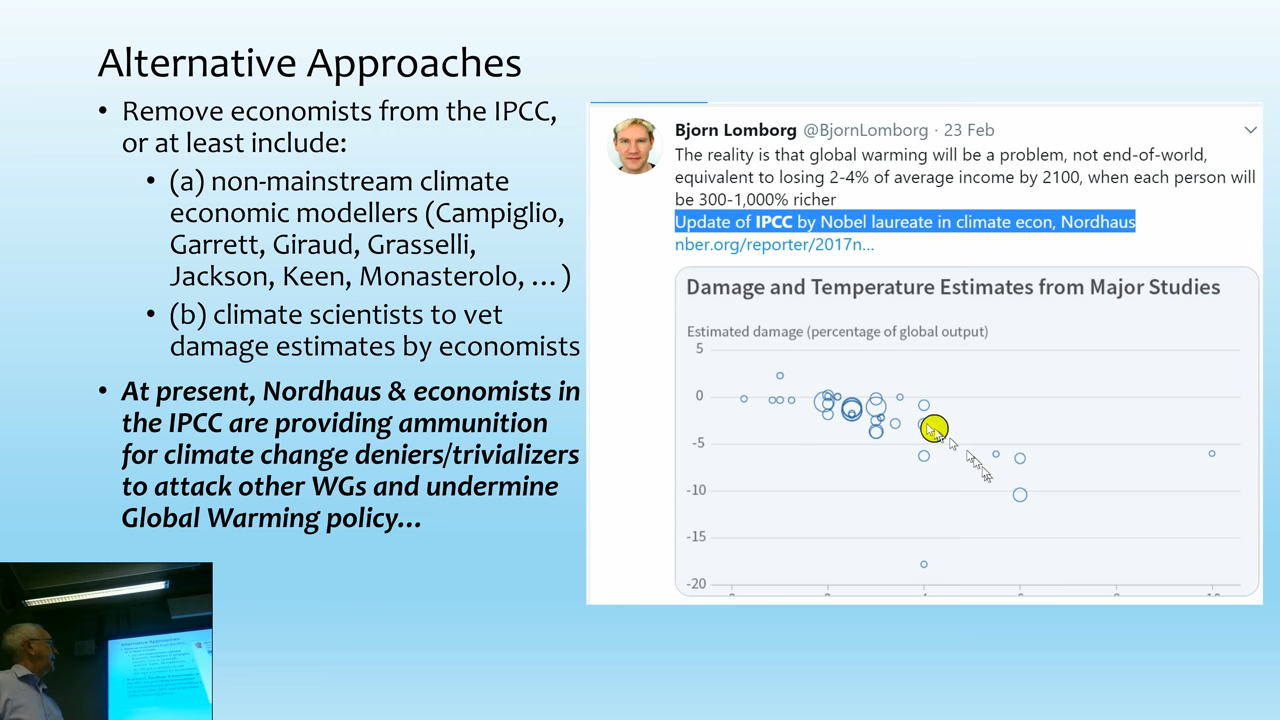 Alternative Approaches
• Remove economists from the IPCC,
or at least include:
• (a) non-mainstream climate
economic modellers (Campiglio,
Garrett, Giraud, Grasselli,
Jackson, Keen, Monasterolo, …)
• (b) climate scientists to vet
damage estimates by economists
• At present, Nordhaus & economists in
the IPCC are providing ammunition
for climate change deniers/trivializers
to attack other WGs and undermine
Global Warming policy…
Bjorn Lomborg @BjornLomborg · 23 Feb
The reality is that global warming will be a problem, not end-of-world,
equivalent to losing 2-4% of average income by 2100, when each person will
be 300-1,000% richer
Update of IPCC by Nobel laureate in climate econ, Nordhaus
nber.org/reporter/2017n...
Damage and Temperature Estimates from Major Studies
Estimated damage (percentage of global output)
5
0
-5
-10
-15
-20
Alternative Approaches